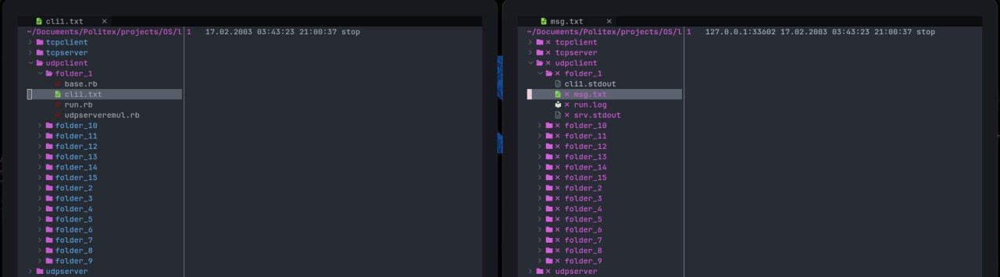 cli1.txt ×
~/Documents/Politex/projects/OS/l
tcpclient
tcpserver
udpclient
folder_1
base.rb
cli1.txt
run.rb
udpserveremul.rb
folder_10
folder_11
folder_12
folder_13
folder_14
folder_15
folder_2
folder_3
folder_4
folder_5
folder_6
folder_7
folder_8
folder_9
udpserver
1 17.02.2003 03:43:23 21:00:37 stop
msg.txt ×
~/Documents/Politex/projects/OS/l
× tcpclient
× tcpserver
× udpclient
× folder_1
cli1.stdout
× msg.txt
× run.log
× srv.stdout
× folder_10
× folder_11
× folder_12
× folder_13
× folder_14
× folder_15
× folder_2
× folder_3
× folder_4
× folder_5
× folder_6
× folder_7
× folder_8
× folder_9
× udpserver
1 127.0.0.1:33602 17.02.2003 03:43:23 21:00:37 stop